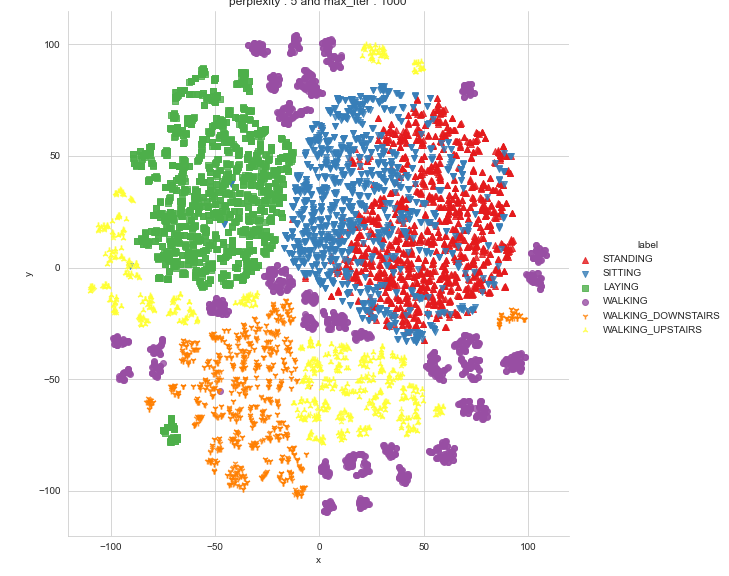 perplexity : 5 and max_iter : 1000
100
50
0
−50
−100
y
−100
−50
0
50
100
x
label
STANDING
SITTING
LAYING
WALKING
WALKING_DOWNSTAIRS
WALKING_UPSTAIRS